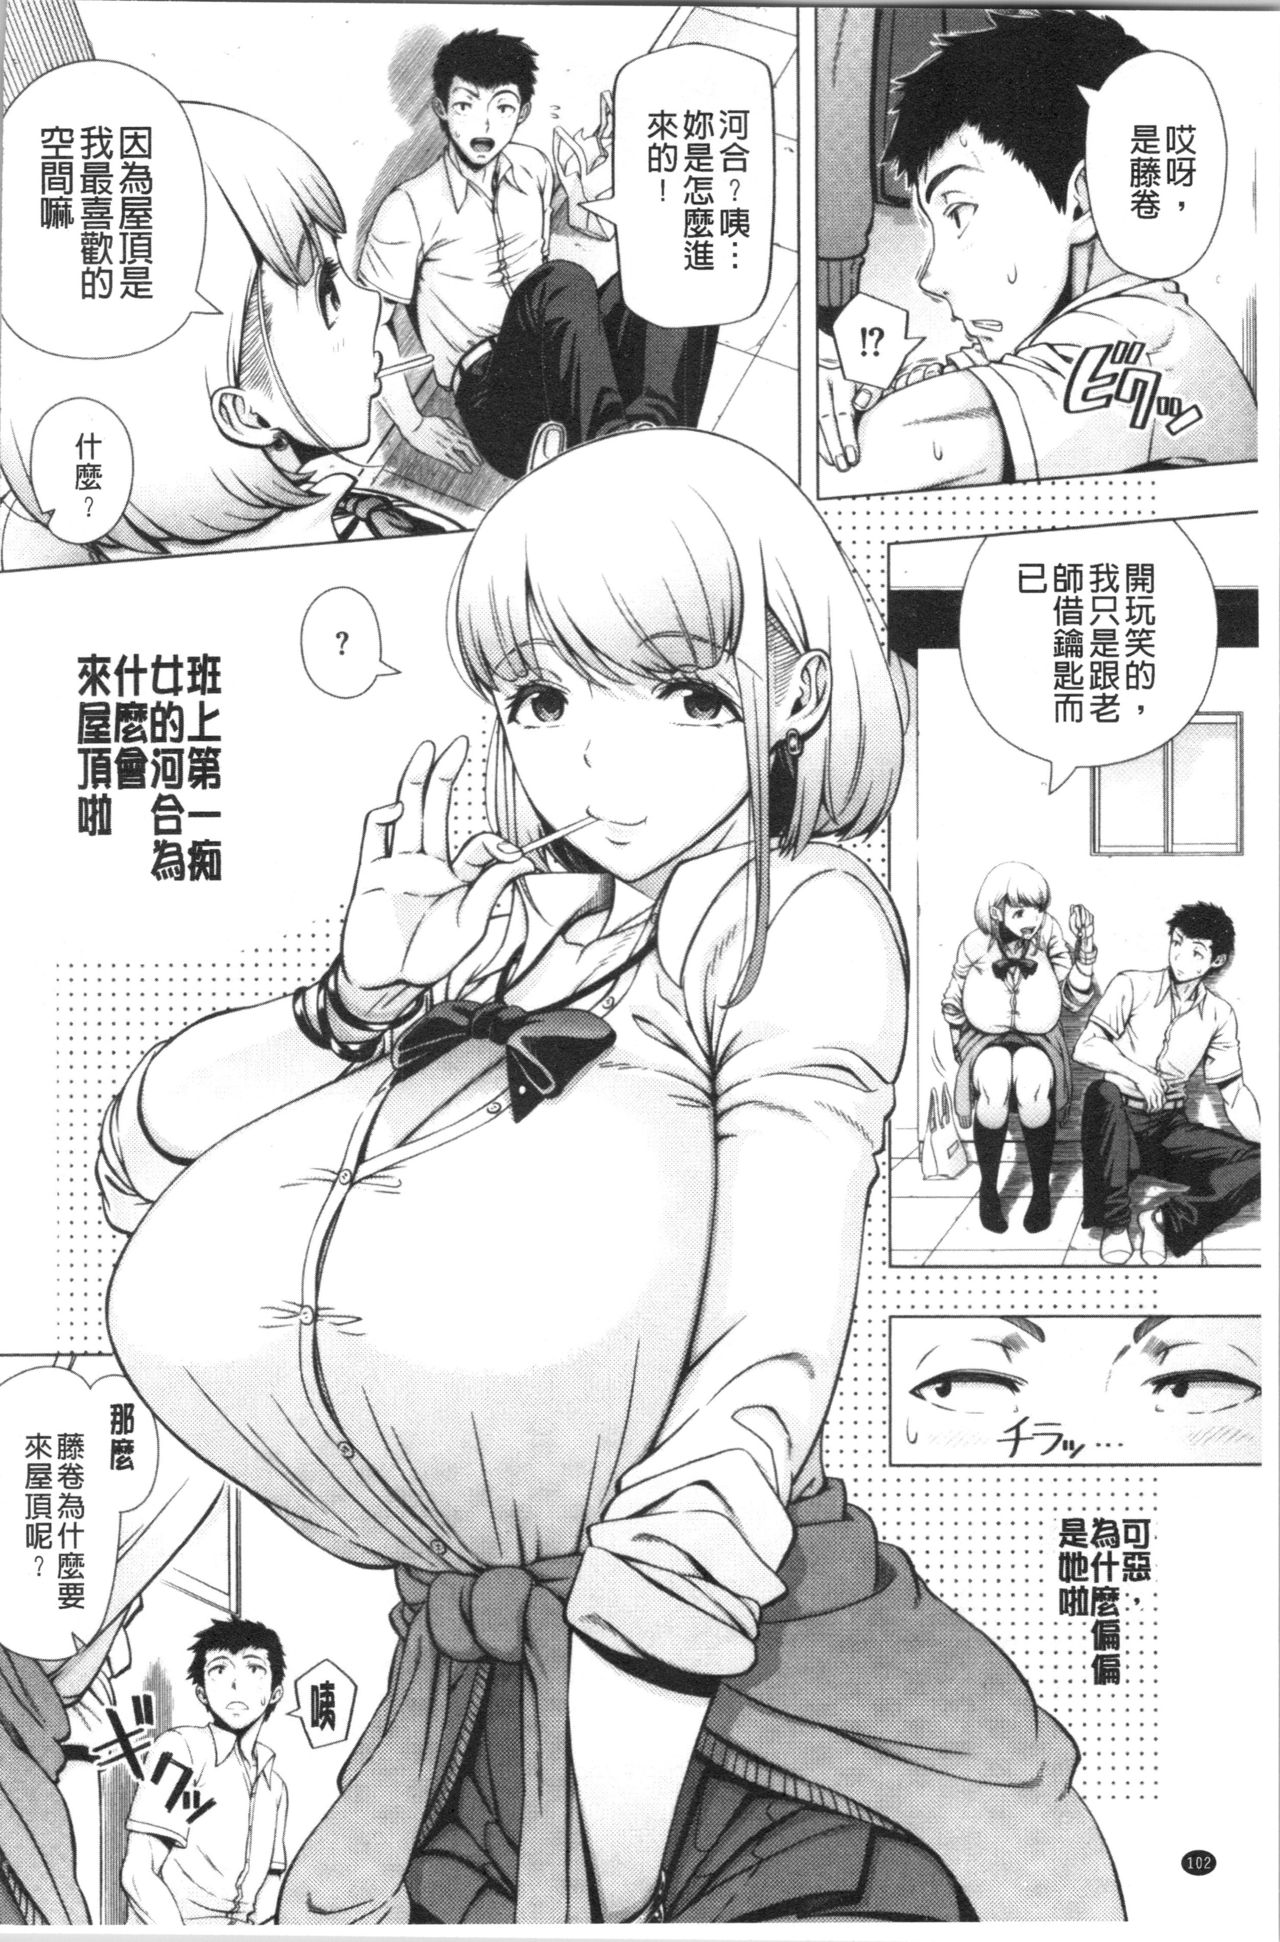 哎呀，
是藤卷
!?
ビクッ
河合？咦…
妳是怎麼進
來的！
因為屋頂是
我最喜歡的
空間嘛
什麼？
開玩笑的，
我只是跟老
師借鑰匙而
已
?
班上第一痴
女的河合為
什麼會
來屋頂啦
チラッ…
可惡，
為什麼偏偏
是她啦
那麼
藤卷為什麼要
來屋頂呢？
咦
ギクッ
102